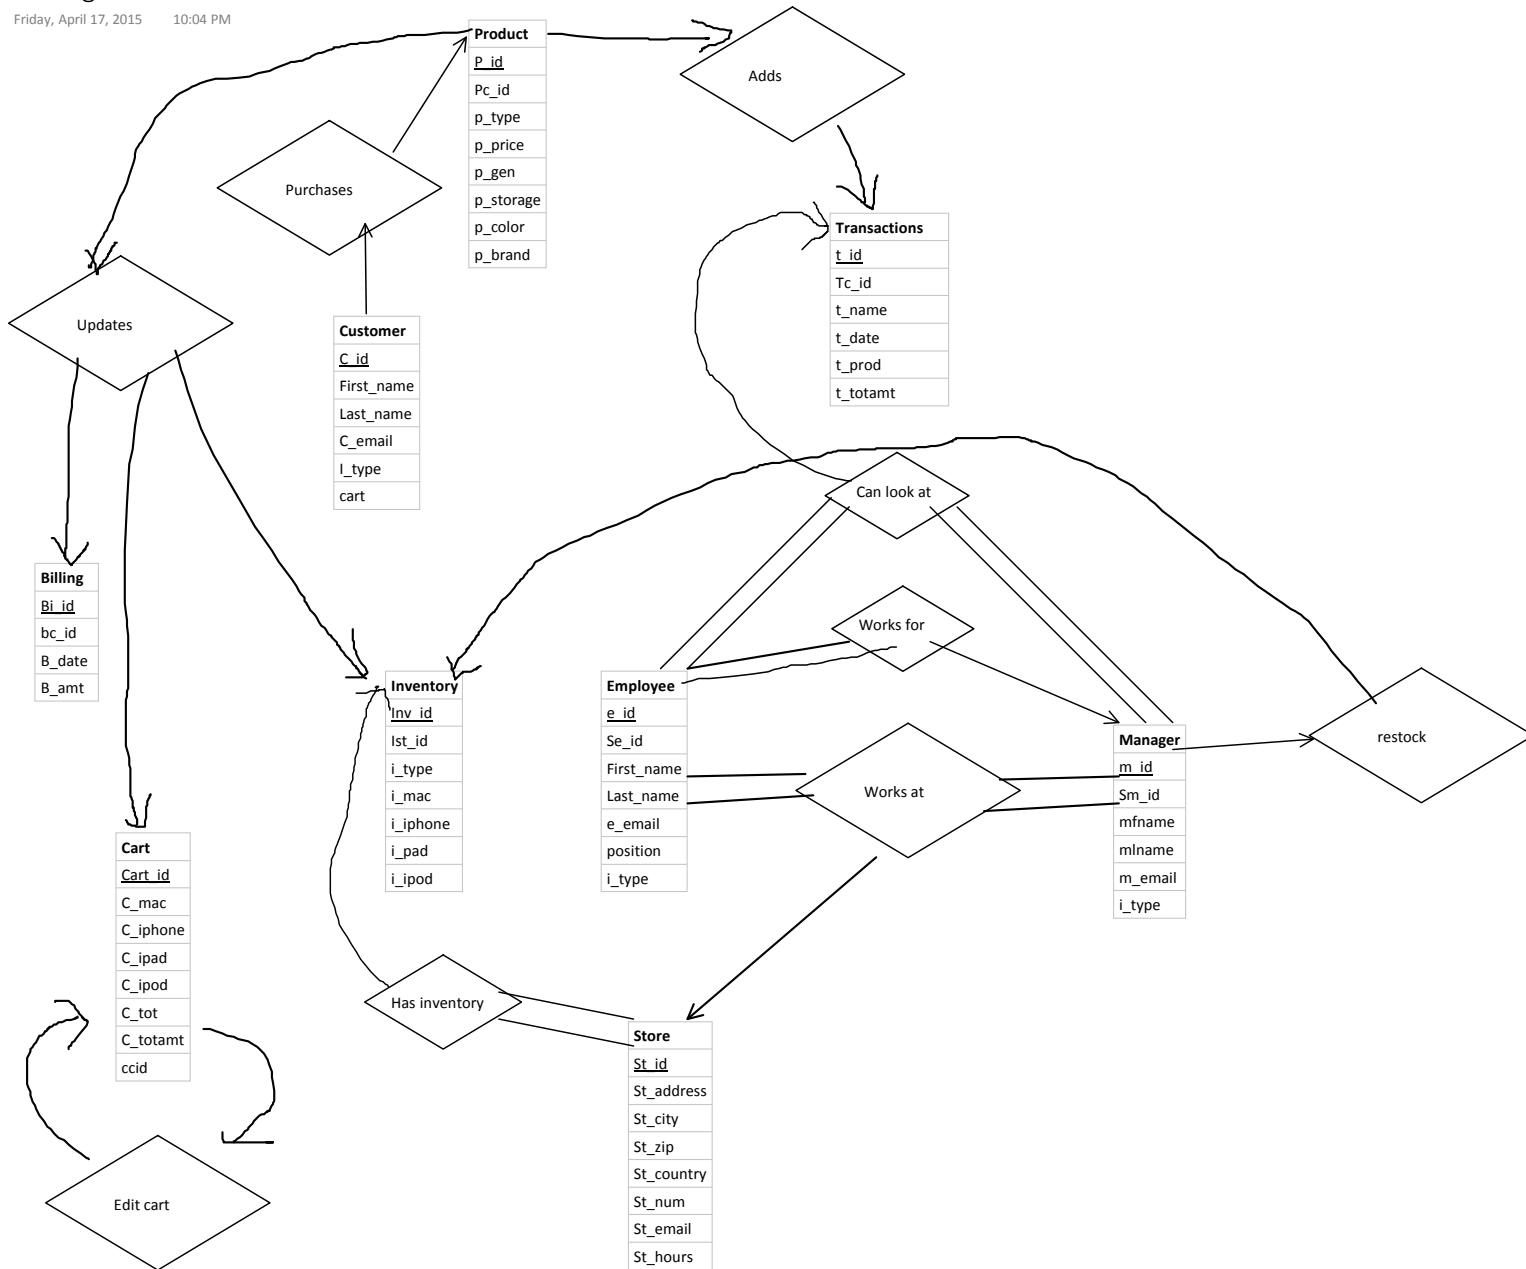 Friday, April 17, 2015 10:04 PM
Product
P_id
Pc_id
p_type
p_price
p_gen
p_storage
p_color
p_brand
Adds
Purchases
Transactions
t_id
Tc_id
t_name
t_date
t_prod
t_totamt
Updates
Customer
C_id
First_name
Last_name
C_email
I_type
cart
Can look at
Billing
Bi_id
bc_id
B_date
B_amt
Works for
Inventory
Inv_id
Ist_id
i_type
i_mac
i_iphone
i_pad
i_ipod
Employee
e_id
Se_id
First_name
Last_name
e_email
position
i_type
Manager
m_id
Sm_id
mfname
mlname
m_email
i_type
restock
Works at
Cart
Cart_id
C_mac
C_iphone
C_ipad
C_ipod
C_tot
C_totamt
ccid
Has inventory
Store
St_id
St_address
St_city
St_zip
St_country
St_num
St_email
St_hours
Edit cart